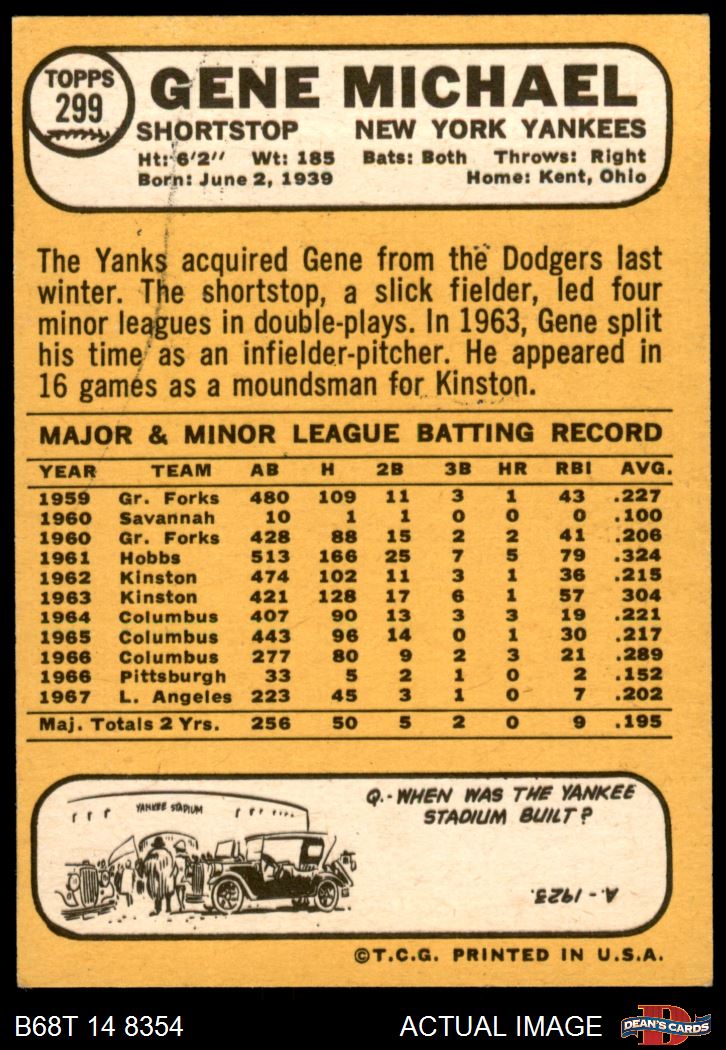 TOPPS
299
GENE MICHAEL
SHORTSTOP NEW YORK YANKEES
Ht: 6'2" Wt: 185 Bats: Both Throws: Right
Born: June 2, 1939 Home: Kent, Ohio
The Yanks acquired Gene from the Dodgers last
winter. The shortstop, a slick fielder, led four
minor leagues in double-plays. In 1963, Gene split
his time as an infielder-pitcher. He appeared in
16 games as a moundsman for Kinston.
MAJOR & MINOR LEAGUE BATTING RECORD
YEAR TEAM AB H 2B 3B HR RBI AVG.
1959 Gr. Forks 480 109 11 3 1 43 .227
1960 Savannah 10 1 1 0 0 0 .100
1960 Gr. Forks 428 88 15 2 2 41 .206
1961 Hobbs 513 166 25 7 5 79 .324
1962 Kinston 474 102 11 3 1 36 .215
1963 Kinston 421 128 17 6 1 57 304
1964 Columbus 407 90 13 3 3 19 .221
1965 Columbus 443 96 14 0 1 30 .217
1966 Columbus 277 80 9 2 3 21 .289
1966 Pittsburgh 33 5 2 1 0 2 .152
1967 L. Angeles 223 45 3 1 0 7 .202
Maj. Totals 2 Yrs. 256 50 5 2 0 9 .195
YANKEE STADIUM
Q.-WHEN WAS THE YANKEE
STADIUM BUILT?
A.-1923.
©T.C.G. PRINTED IN U.S.A.
B68T 14 8354 ACTUAL IMAGE
D
DEAN'S CARDS